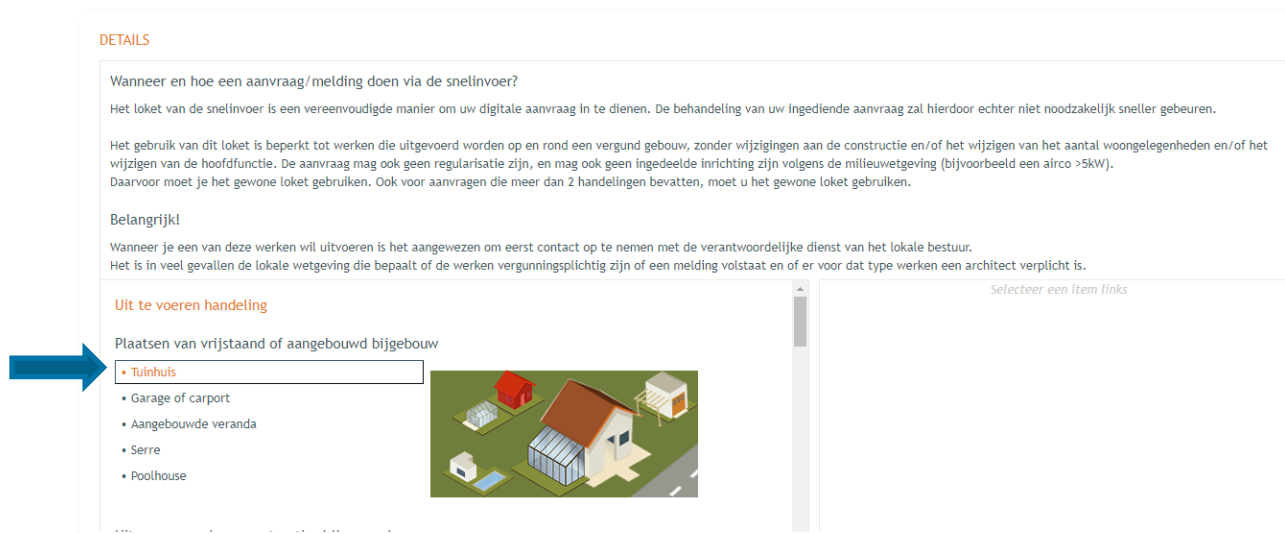 DETAILS
Wanneer en hoe een aanvraag/melding doen via de snelinvoer?
Het loket van de snelinvoer is een vereenvoudigde manier om uw digitale aanvraag in te dienen. De behandeling van uw ingediende aanvraag zal hierdoor echter niet noodzakelijk sneller gebeuren.
Het gebruik van dit loket is beperkt tot werken die uitgevoerd worden op en rond een vergund gebouw, zonder wijzigingen aan de constructie en/of het wijzigen van het aantal woongelegenheden en/of het
wijzigen van de hoofdfunctie. De aanvraag mag ook geen regularisatie zijn, en mag ook geen ingedeelde inrichting zijn volgens de milieuwetgeving (bijvoorbeeld een airco >5kW).
Daarvoor moet je het gewone loket gebruiken. Ook voor aanvragen die meer dan 2 handelingen bevatten, moet u het gewone loket gebruiken.
Belangrijk!
Wanneer je een van deze werken wil uitvoeren is het aangewezen om eerst contact op te nemen met de verantwoordelijke dienst van het lokale bestuur.
Het is in veel gevallen de lokale wetgeving die bepaalt of de werken vergunningsplichtig zijn of een melding volstaat en of er voor dat type werken een architect verplicht is.
Selecteer een item links
Uit te voeren handeling
Plaatsen van vrijstaand of aangebouwd bijgebouw
• Tuinhuis
• Garage of carport
• Aangebouwde veranda
• Serre
• Poolhouse